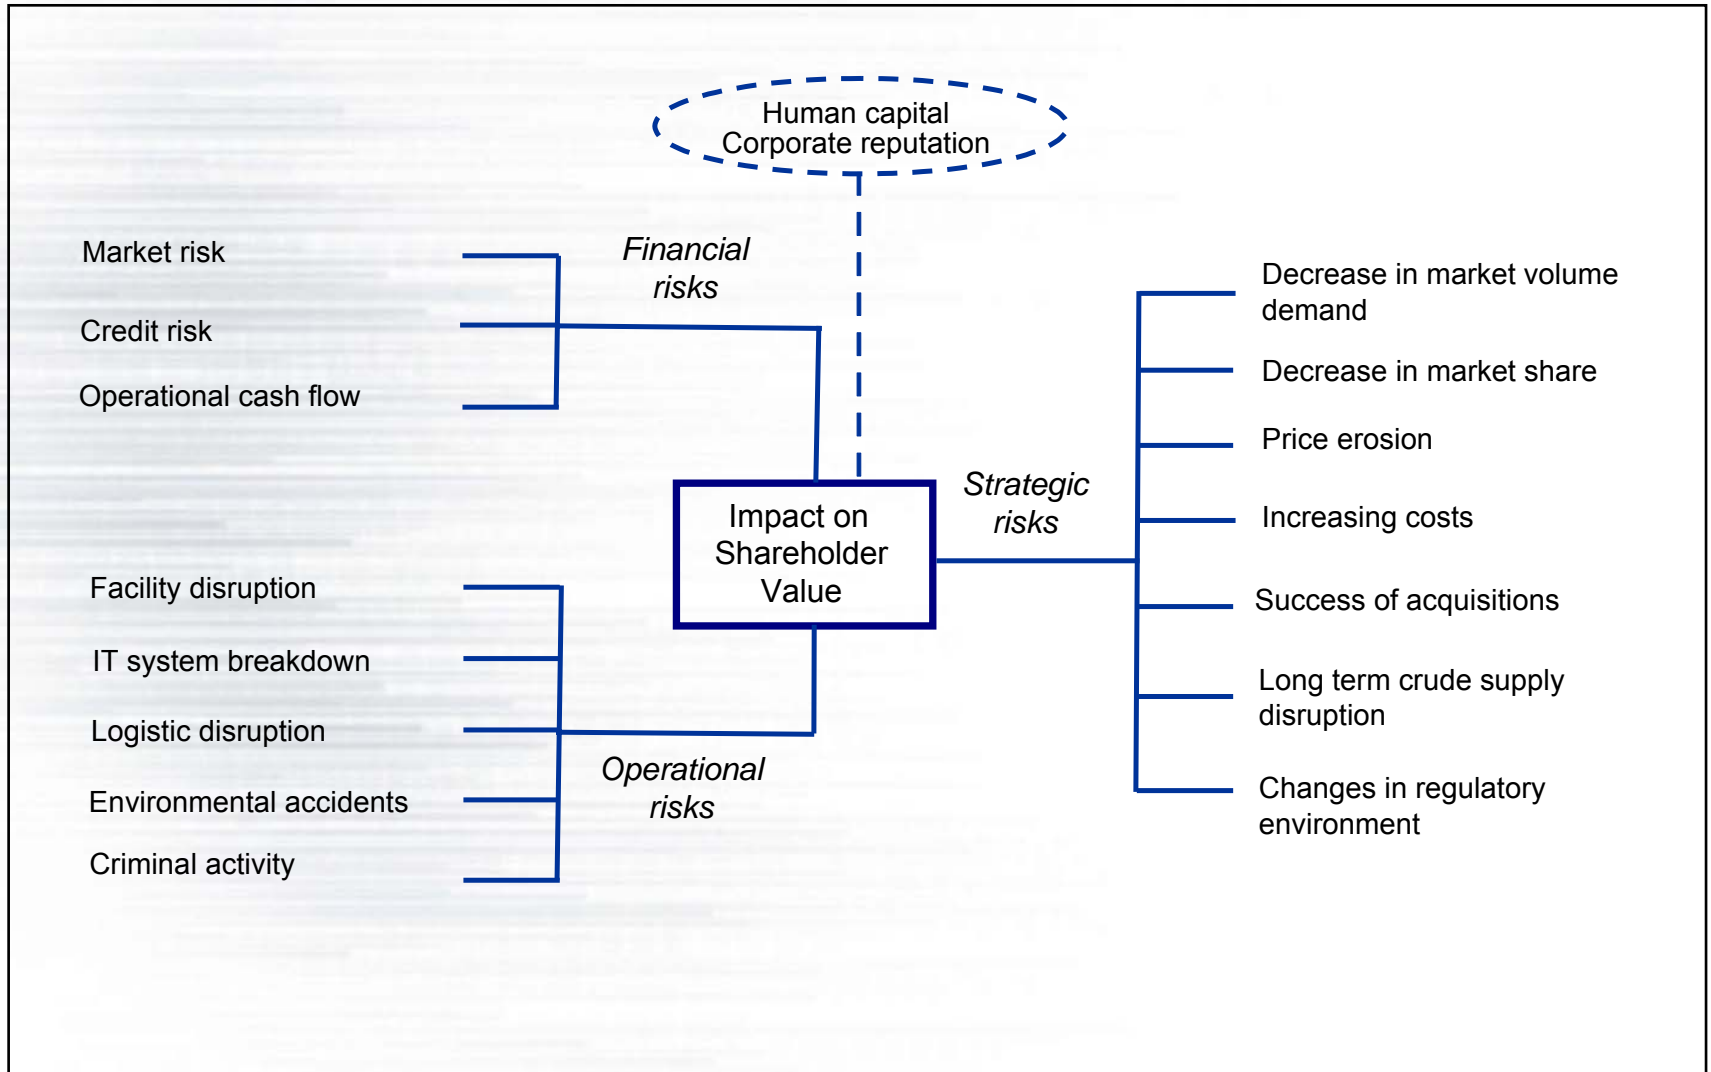 Human capital
Corporate reputation
Financial
risks
Market risk
Credit risk
Operational cash flow
Impact on
Shareholder
Value
Strategic
risks
Decrease in market volume
demand
Decrease in market share
Price erosion
Increasing costs
Success of acquisitions
Long term crude supply
disruption
Changes in regulatory
environment
Facility disruption
IT system breakdown
Logistic disruption
Environmental accidents
Criminal activity
Operational
risks